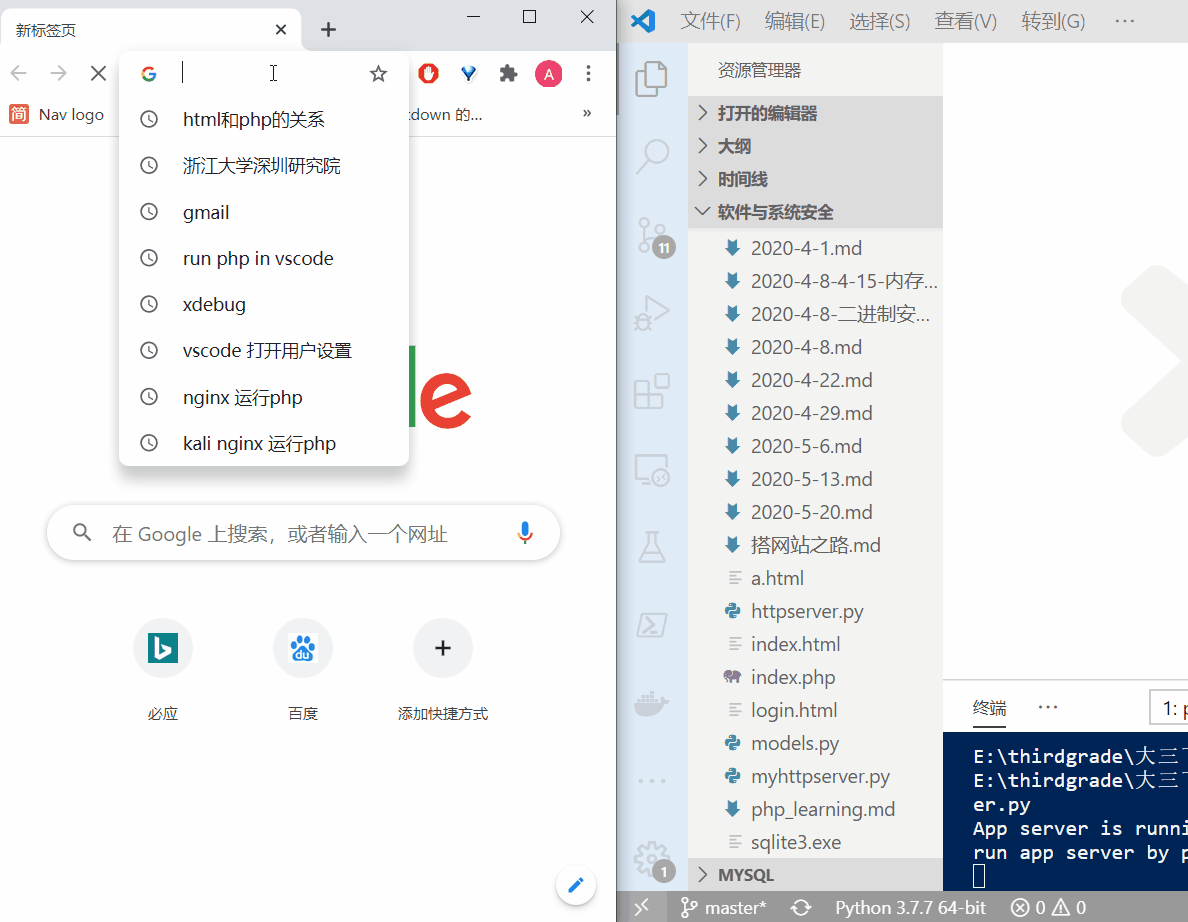 新标签页
Nav logo
down 的...
»
html和php的关系
浙江大学深圳研究院
gmail
run php in vscode
xdebug
vscode 打开用户设置
nginx 运行php
kali nginx 运行php
e
在 Google 上搜索，或者输入一个网址
必应
百度
添加快捷方式
文件(F) 编辑(E) 选择(S) 查看(V) 转到(G) ···
资源管理器
打开的编辑器
大纲
时间线
软件与系统安全
2020-4-1.md
2020-4-8-4-15-内存...
2020-4-8-二进制安...
2020-4-8.md
2020-4-22.md
2020-4-29.md
2020-5-6.md
2020-5-13.md
2020-5-20.md
搭网站之路.md
a.html
httpserver.py
index.html
index.php
login.html
models.py
myhttpserver.py
php_learning.md
sqlite3.exe
MYSQL
11
1
简
A
du
终端 ···
1: p
E:\thirdgrade\大三
E:\thirdgrade\大三
er.py
App server is runni
run app server by p
master* Python 3.7.7 64-bit 0 0